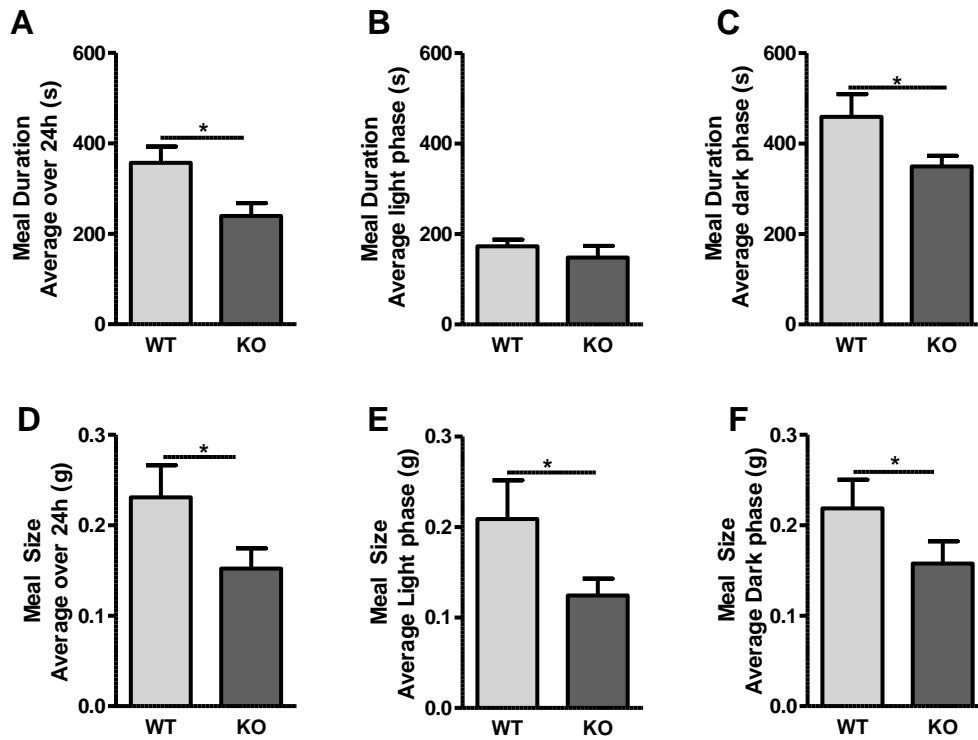 A
Meal Duration
Average over 24h (s)
600
400
200
0
*
WT KO
B
Meal Duration
Average light phase (s)
600
400
200
0
WT KO
C
Meal Duration
Average dark phase (s)
600
400
200
0
*
WT KO
D
Meal Size
Average over 24h (g)
0.3
0.2
0.1
0.0
*
WT KO
E
Meal Size
Average Light phase (g)
0.3
0.2
0.1
0.0
*
WT KO
F
Meal Size
Average Dark phase (g)
0.3
0.2
0.1
0.0
*
WT KO